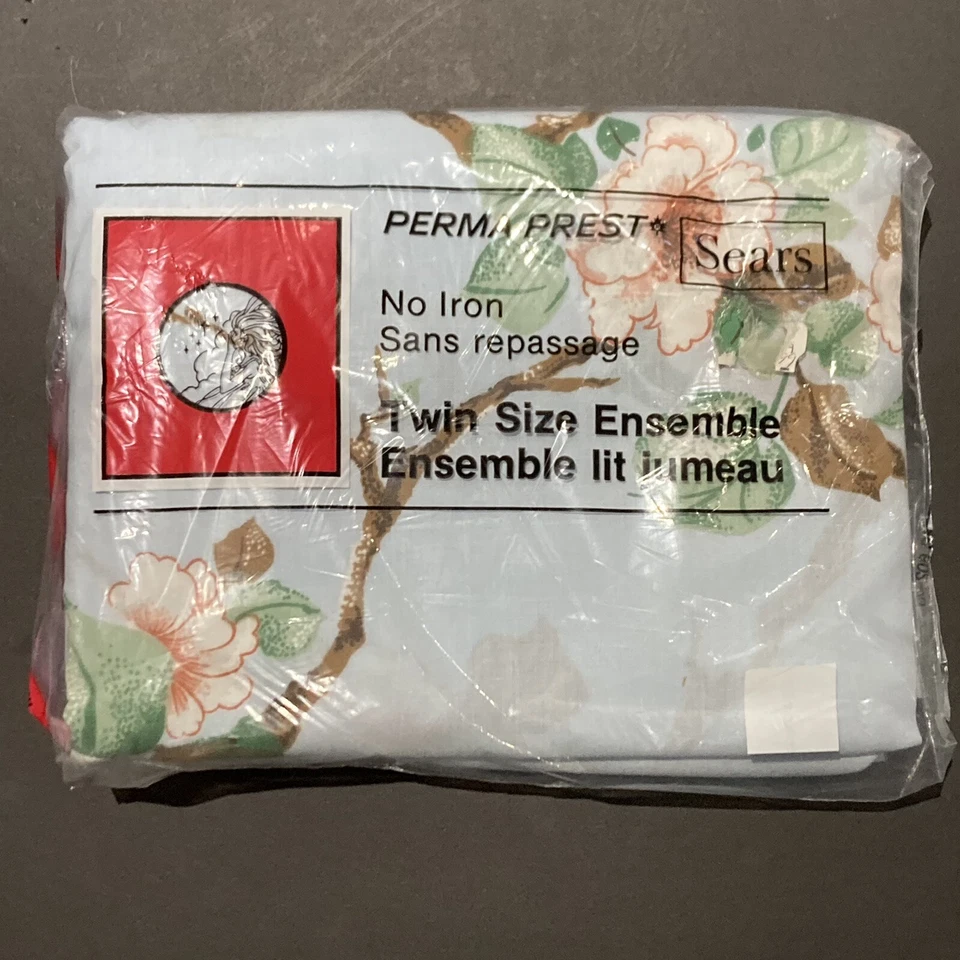 PERMA PREST*
Sears
No Iron
Sans repassage
Twin Size Ensemble
Ensemble lit jumeau